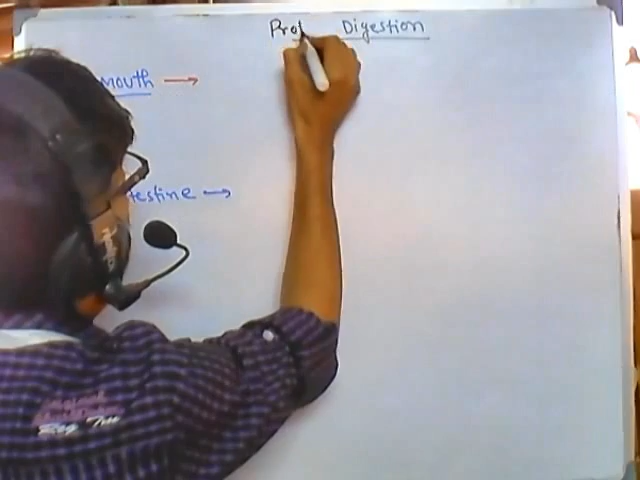 Prot Digestion
mouth →
testine →